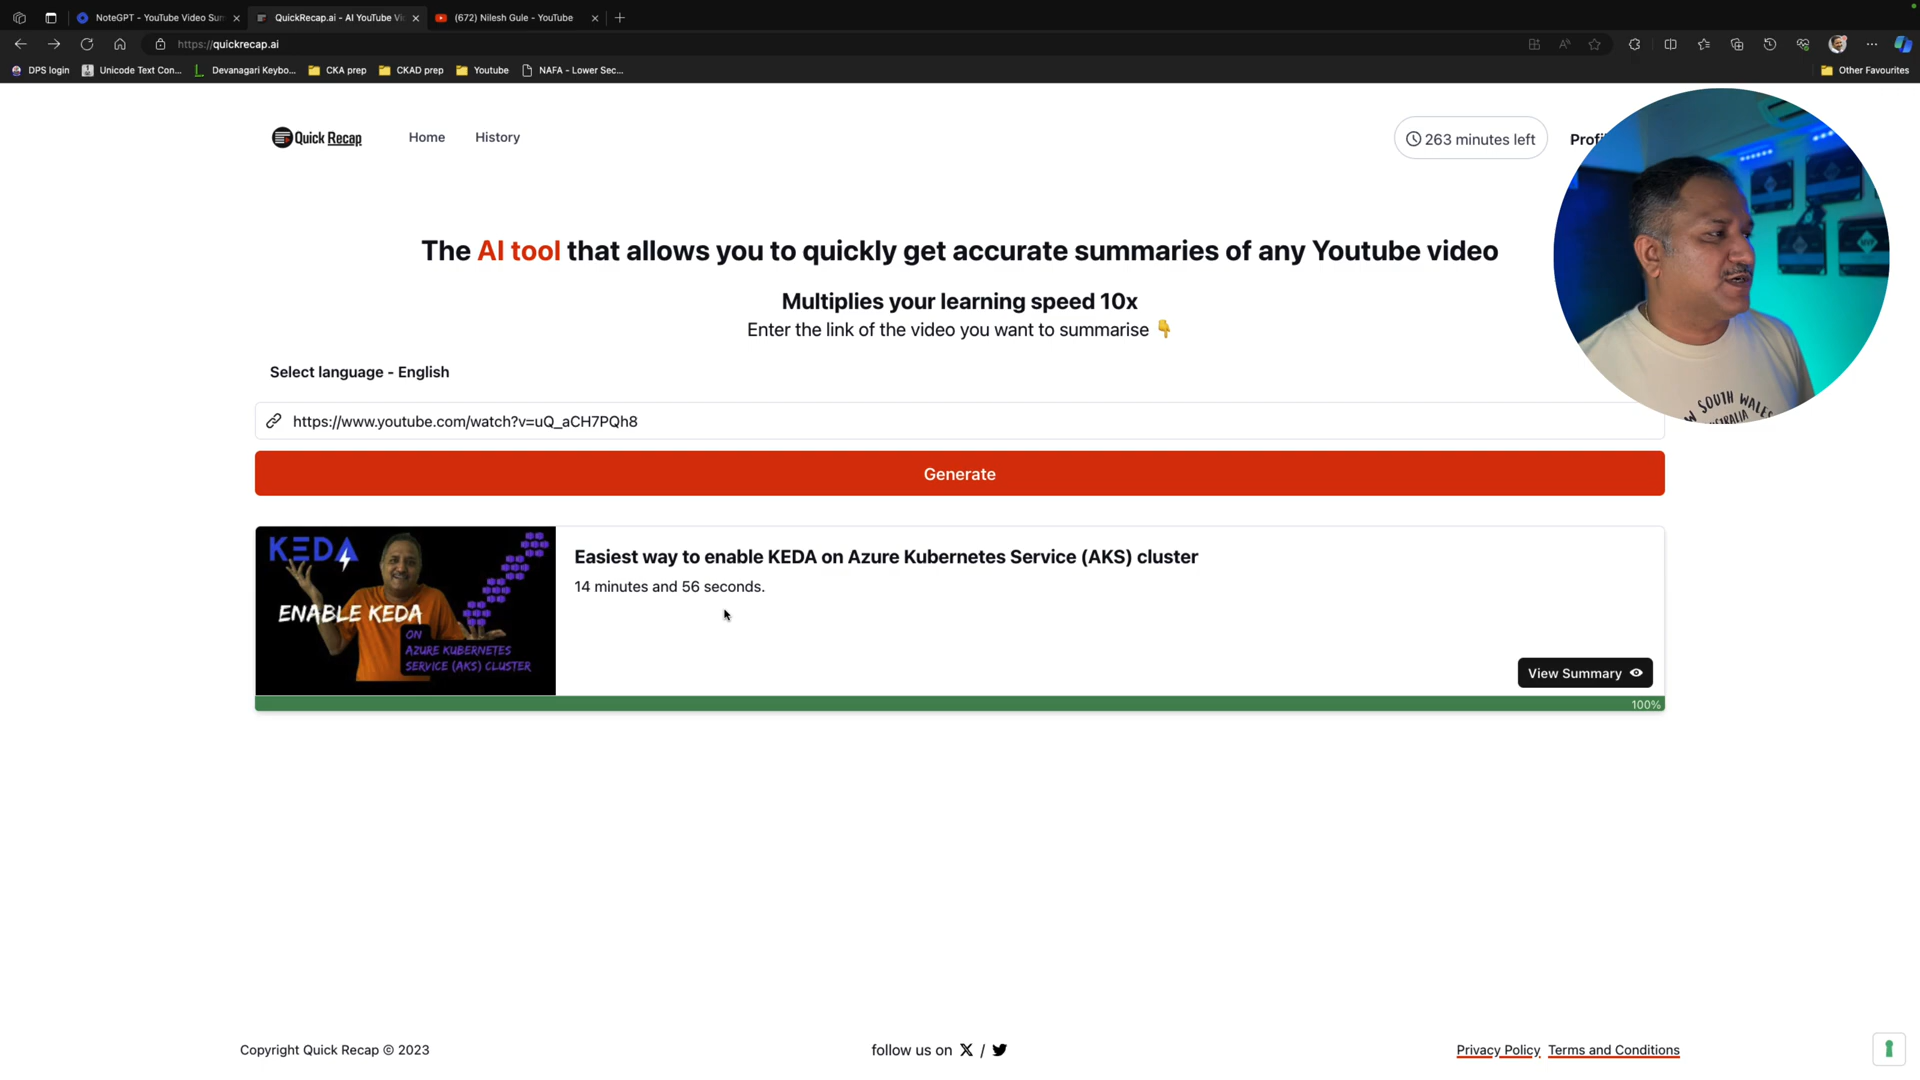 NoteGPT - YouTube Video Sun
QuickRecap.ai - AI YouTube Vi
(672) Nilesh Gule - YouTube
https://quickrecap.ai
DPS login
Unicode Text Con...
Devanagari Keybo...
CKA prep
CKAD prep
Youtube
NAFA - Lower Sec...
Other Favourites
Quick Recap
Home
History
263 minutes left
Profi
The AI tool that allows you to quickly get accurate summaries of any Youtube video
Multiplies your learning speed 10x
Enter the link of the video you want to summarise
Select language - English
https://www.youtube.com/watch?v=uQ_aCH7PQh8
Generate
KEDA
ENABLE KEDA
ON
AZURE KUBERNETES
SERVICE (AKS) CLUSTER
Easiest way to enable KEDA on Azure Kubernetes Service (AKS) cluster
14 minutes and 56 seconds.
View Summary
100%
SOUTH WALES
AUSTRALIA
MVP
Copyright Quick Recap © 2023
follow us on X /
Privacy Policy
Terms and Conditions